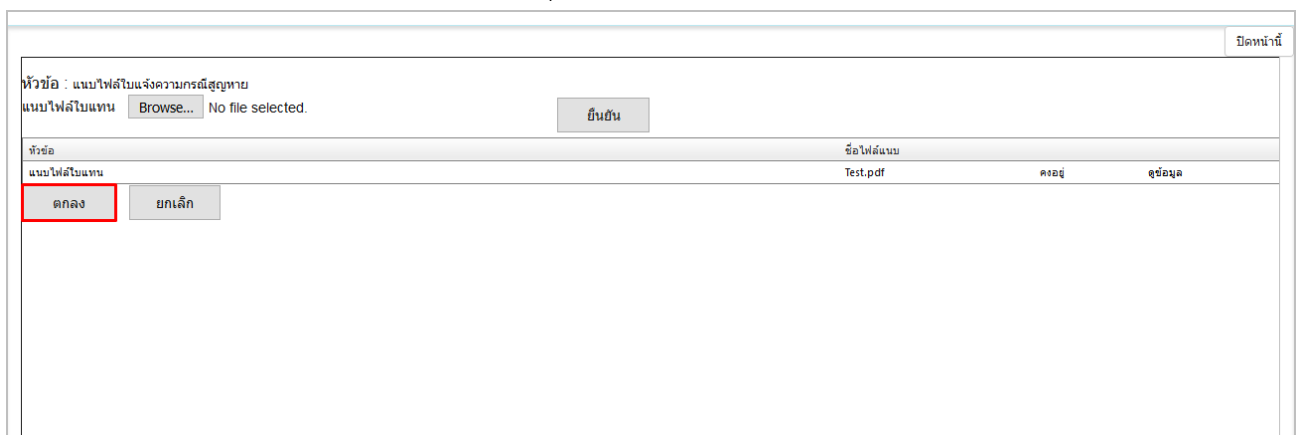 ปิดหน้านี้
หัวข้อ : แนบไฟล์ใบแจ้งความกรณีสูญหาย
แนบไฟล์ใบแทน Browse... No file selected. ยืนยัน
หัวข้อ ชื่อไฟล์แนบ
แนบไฟล์ใบแทน Test.pdf คงอยู่ ดูข้อมูล
ตกลง ยกเลิก